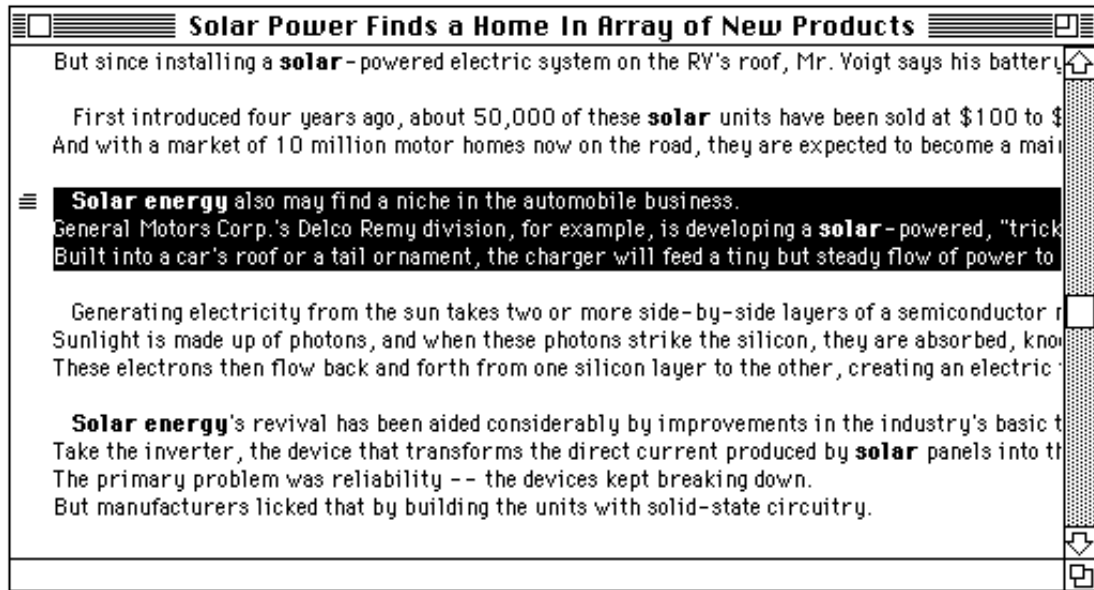 Solar Power Finds a Home In Array of New Products
But since installing a solar-powered electric system on the RV's roof, Mr. Voigt says his battery
First introduced four years ago, about 50,000 of these solar units have been sold at $100 to $
And with a market of 10 million motor homes now on the road, they are expected to become a
Solar energy also may find a niche in the automobile business.
General Motors Corp.'s Delco Remy division, for example, is developing a solar-powered, "trick
Built into a car's roof or a tail ornament, the charger will feed a tiny but steady flow of power to
Generating electricity from the sun takes two or more side-by-side layers of a semiconductor
Sunlight is made up of photons, and when these photons strike the silicon, they are absorbed,
These electrons then flow back and forth from one silicon layer to the other, creating an electric
Solar energy's revival has been aided considerably by improvements in the industry's basic t
Take the inverter, the device that transforms the direct current produced by solar panels into
The primary problem was reliability -- the devices kept breaking down.
But manufacturers licked that by building the units with solid-state circuitry.